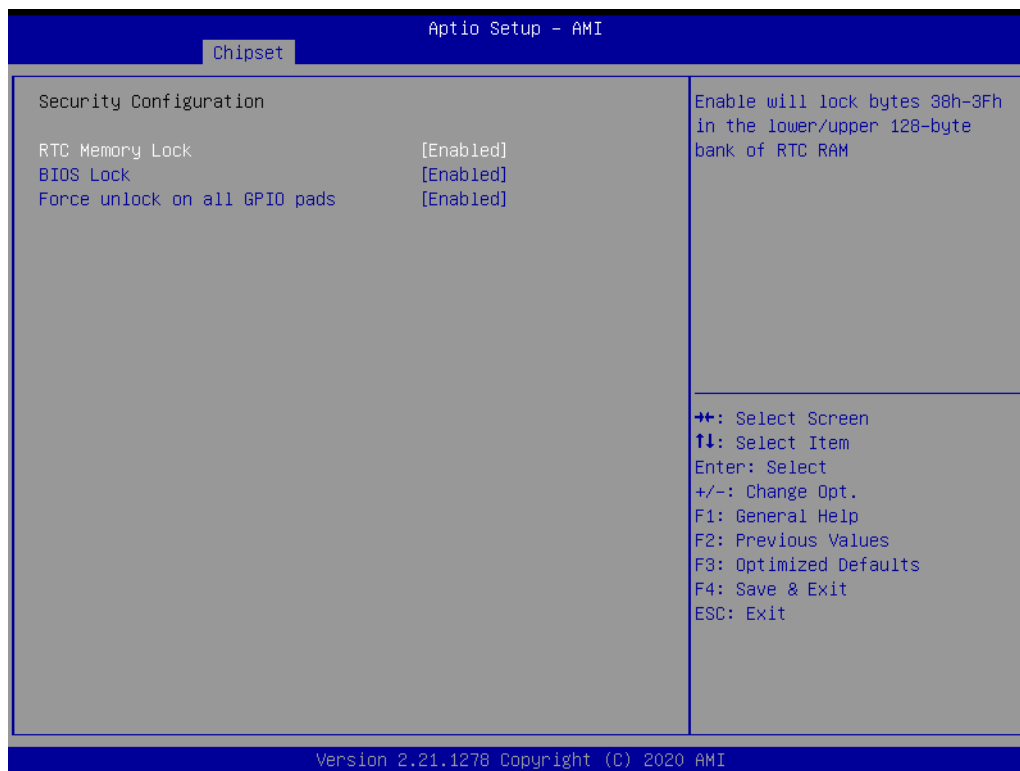 Aptio Setup – AMI
Chipset
Security Configuration
RTC Memory Lock [Enabled]
BIOS Lock [Enabled]
Force unlock on all GPIO pads [Enabled]
Enable will lock bytes 38h-3Fh
in the lower/upper 128-byte
bank of RTC RAM
→←: Select Screen
↑↓: Select Item
Enter: Select
+/-: Change Opt.
F1: General Help
F2: Previous Values
F3: Optimized Defaults
F4: Save & Exit
ESC: Exit
Version 2.21.1278 Copyright (C) 2020 AMI